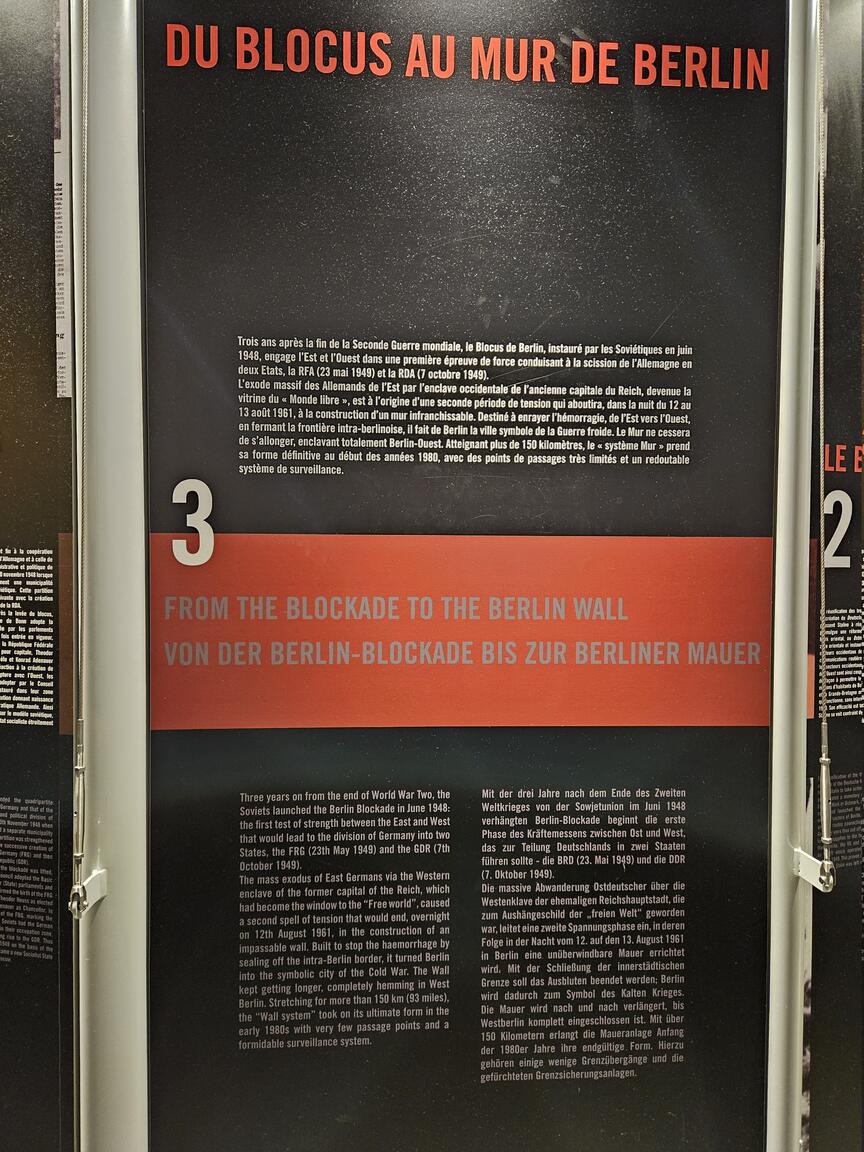 DU BLOCUS AU MUR DE BERLIN
Trois ans après la fin de la Seconde Guerre mondiale, le Blocus de Berlin, instauré par les Soviétiques en juin
1948, engage l'Est et l'Ouest dans une première épreuve de force conduisant à la scission de l'Allemagne en
deux Etats, la RFA (23 mai 1949) et la RDA (7 octobre 1949).
L'exode massif des Allemands de l'Est par l'enclave occidentale de l'ancienne capitale du Reich, devenue la
vitrine du « Monde libre », est à l'origine d'une seconde période de tension qui aboutira, dans la nuit du 12 au
13 août 1961, à la construction d'un mur infranchissable. Destiné à enrayer l'hémorragie, de l'Est vers l'Ouest,
en fermant la frontière intra-berlinoise, il fait de Berlin la ville symbole de la Guerre froide. Le Mur ne cessera
de s'allonger, enclavant totalement Berlin-Ouest. Atteignant plus de 150 kilomètres, le « système Mur » prend
sa forme définitive au début des années 1980, avec des points de passages très limités et un redoutable
système de surveillance.
3
FROM THE BLOCKADE TO THE BERLIN WALL
VON DER BERLIN-BLOCKADE BIS ZUR BERLINER MAUER
Three years on from the end of World War Two, the
Soviets launched the Berlin Blockade in June 1948:
the first test of strength between the East and West
that would lead to the division of Germany into two
States, the FRG (23th May 1949) and the GDR (7th
October 1949).
The mass exodus of East Germans via the Western
enclave of the former capital of the Reich, which
had become the window to the “Free world”, caused
a second spell of tension that would end, overnight
on 12th August 1961, in the construction of an
impassable wall. Built to stop the haemorrhage by
sealing off the intra-Berlin border, it turned Berlin
into the symbolic city of the Cold War. The Wall
kept getting longer, completely hemming in West
Berlin. Stretching for more than 150 km (93 miles),
the “Wall system” took on its ultimate form in the
early 1980s with very few passage points and a
formidable surveillance system.
Mit der drei Jahre nach dem Ende des Zweiten
Weltkrieges von der Sowjetunion im Juni 1948
verhängten Berlin-Blockade beginnt die erste
Phase des Kräftemessens zwischen Ost und West,
das zur Teilung Deutschlands in zwei Staaten
führen sollte - die BRD (23. Mai 1949) und die DDR
(7. Oktober 1949).
Die massive Abwanderung Ostdeutscher über die
Westenklave der ehemaligen Reichshauptstadt, die
zum Aushängeschild der „freien Welt“ geworden
war, leitet eine zweite Spannungsphase ein, in deren
Folge in der Nacht vom 12. auf den 13. August 1961
in Berlin eine unüberwindbare Mauer errichtet
wird. Mit der Schließung der innerstädtischen
Grenze soll das Ausbluten beendet werden; Berlin
wird dadurch zum Symbol des Kalten Krieges.
Die Mauer wird nach und nach verlängert, bis
Westberlin komplett eingeschlossen ist. Mit über
150 Kilometern erlangt die Maueranlage Anfang
der 1980er Jahre ihre endgültige Form. Hierzu
gehören einige wenige Grenzübergänge und die
gefürchteten Grenzsicherungsanlagen.
LE
2